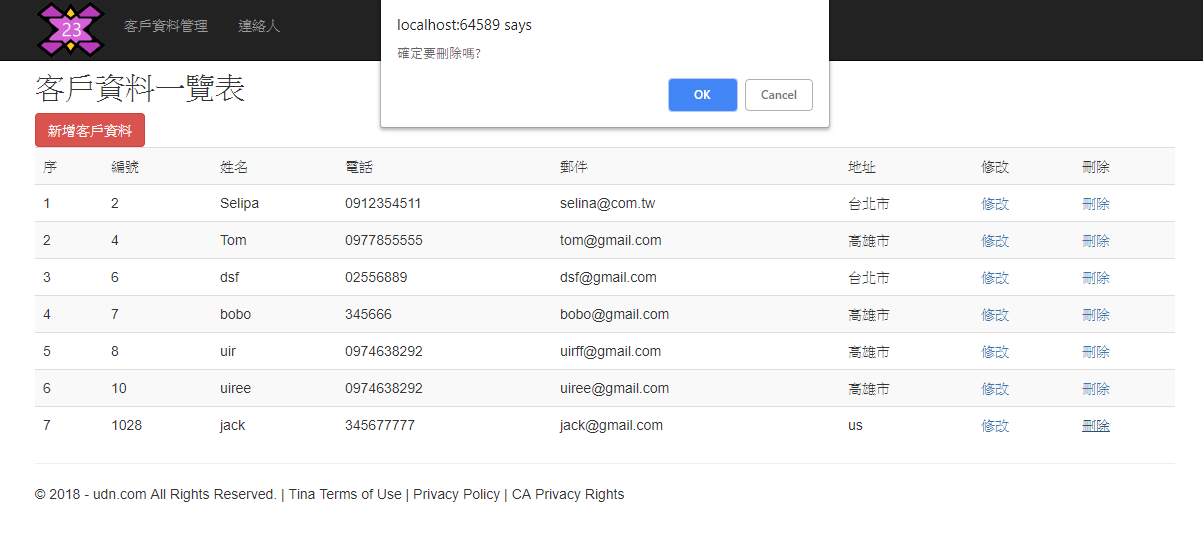 23 客戶資料管理 連絡人
localhost:64589 says
確定要刪除嗎?
OK Cancel
客戶資料一覽表
新增客戶資料
序 編號 姓名 電話 郵件 地址 修改 刪除
1 2 Selipa 0912354511 selina@com.tw 台北市 修改 刪除
2 4 Tom 0977855555 tom@gmail.com 高雄市 修改 刪除
3 6 dsf 02556889 dsf@gmail.com 台北市 修改 刪除
4 7 bobo 345666 bobo@gmail.com 高雄市 修改 刪除
5 8 uir 0974638292 uirff@gmail.com 高雄市 修改 刪除
6 10 uiree 0974638292 uiree@gmail.com 高雄市 修改 刪除
7 1028 jack 345677777 jack@gmail.com us 修改 刪除
© 2018 - udn.com All Rights Reserved. | Tina Terms of Use | Privacy Policy | CA Privacy Rights